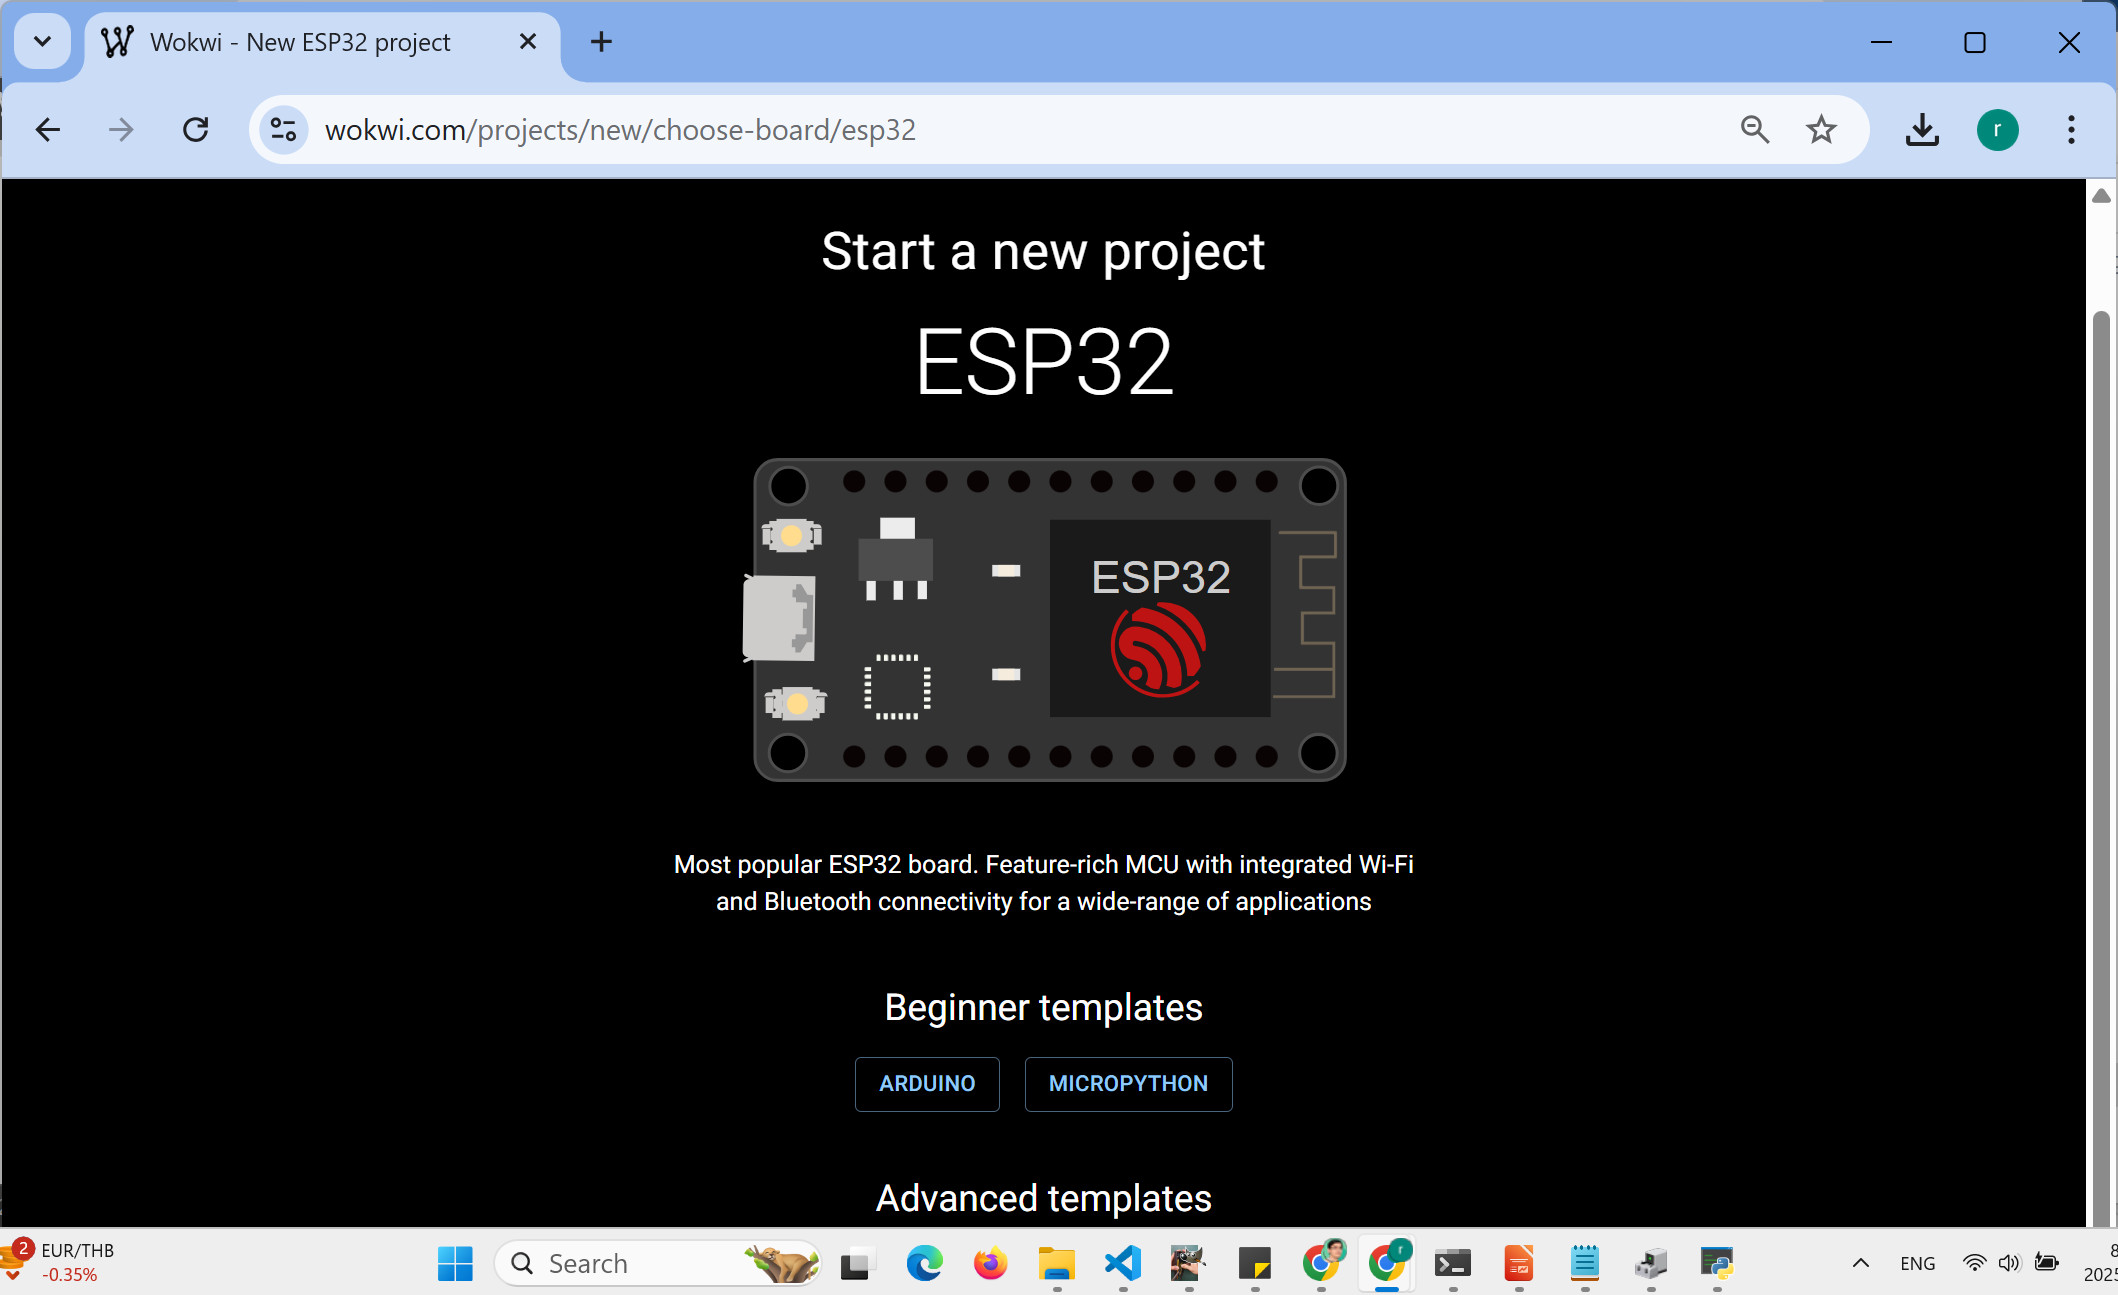 Wokwi - New ESP32 project
wokwi.com/projects/new/choose-board/esp32
r
Start a new project
ESP32
ESP32
Most popular ESP32 board. Feature-rich MCU with integrated Wi-Fi
and Bluetooth connectivity for a wide-range of applications
Beginner templates
ARDUINO
MICROPYTHON
Advanced templates
2
EUR/THB
-0.35%
Search
r
ENG
8
2025